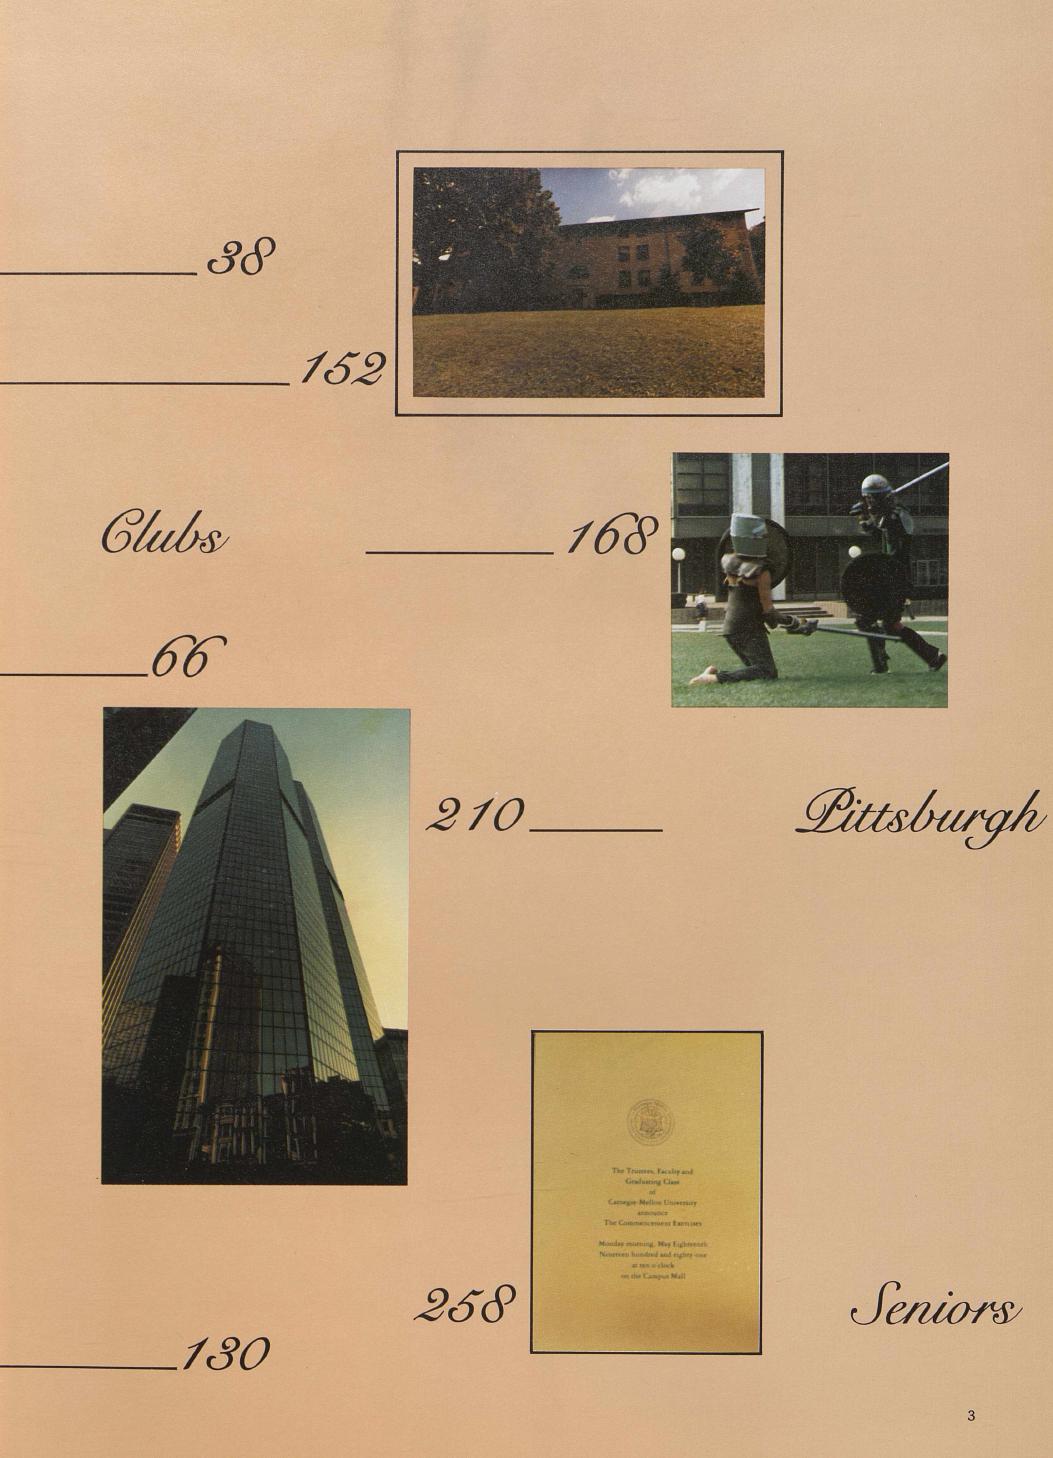 38
152
Clubs 168
66
210 Pittsburgh
The Trustees, Faculty and
Graduating Class
of
Carnegie-Mellon University
announce
The Commencement Exercises
Monday morning, May Eighteenth
Nineteen hundred and eighty-one
at ten o'clock
on the Campus Mall
258 Seniors
130
3